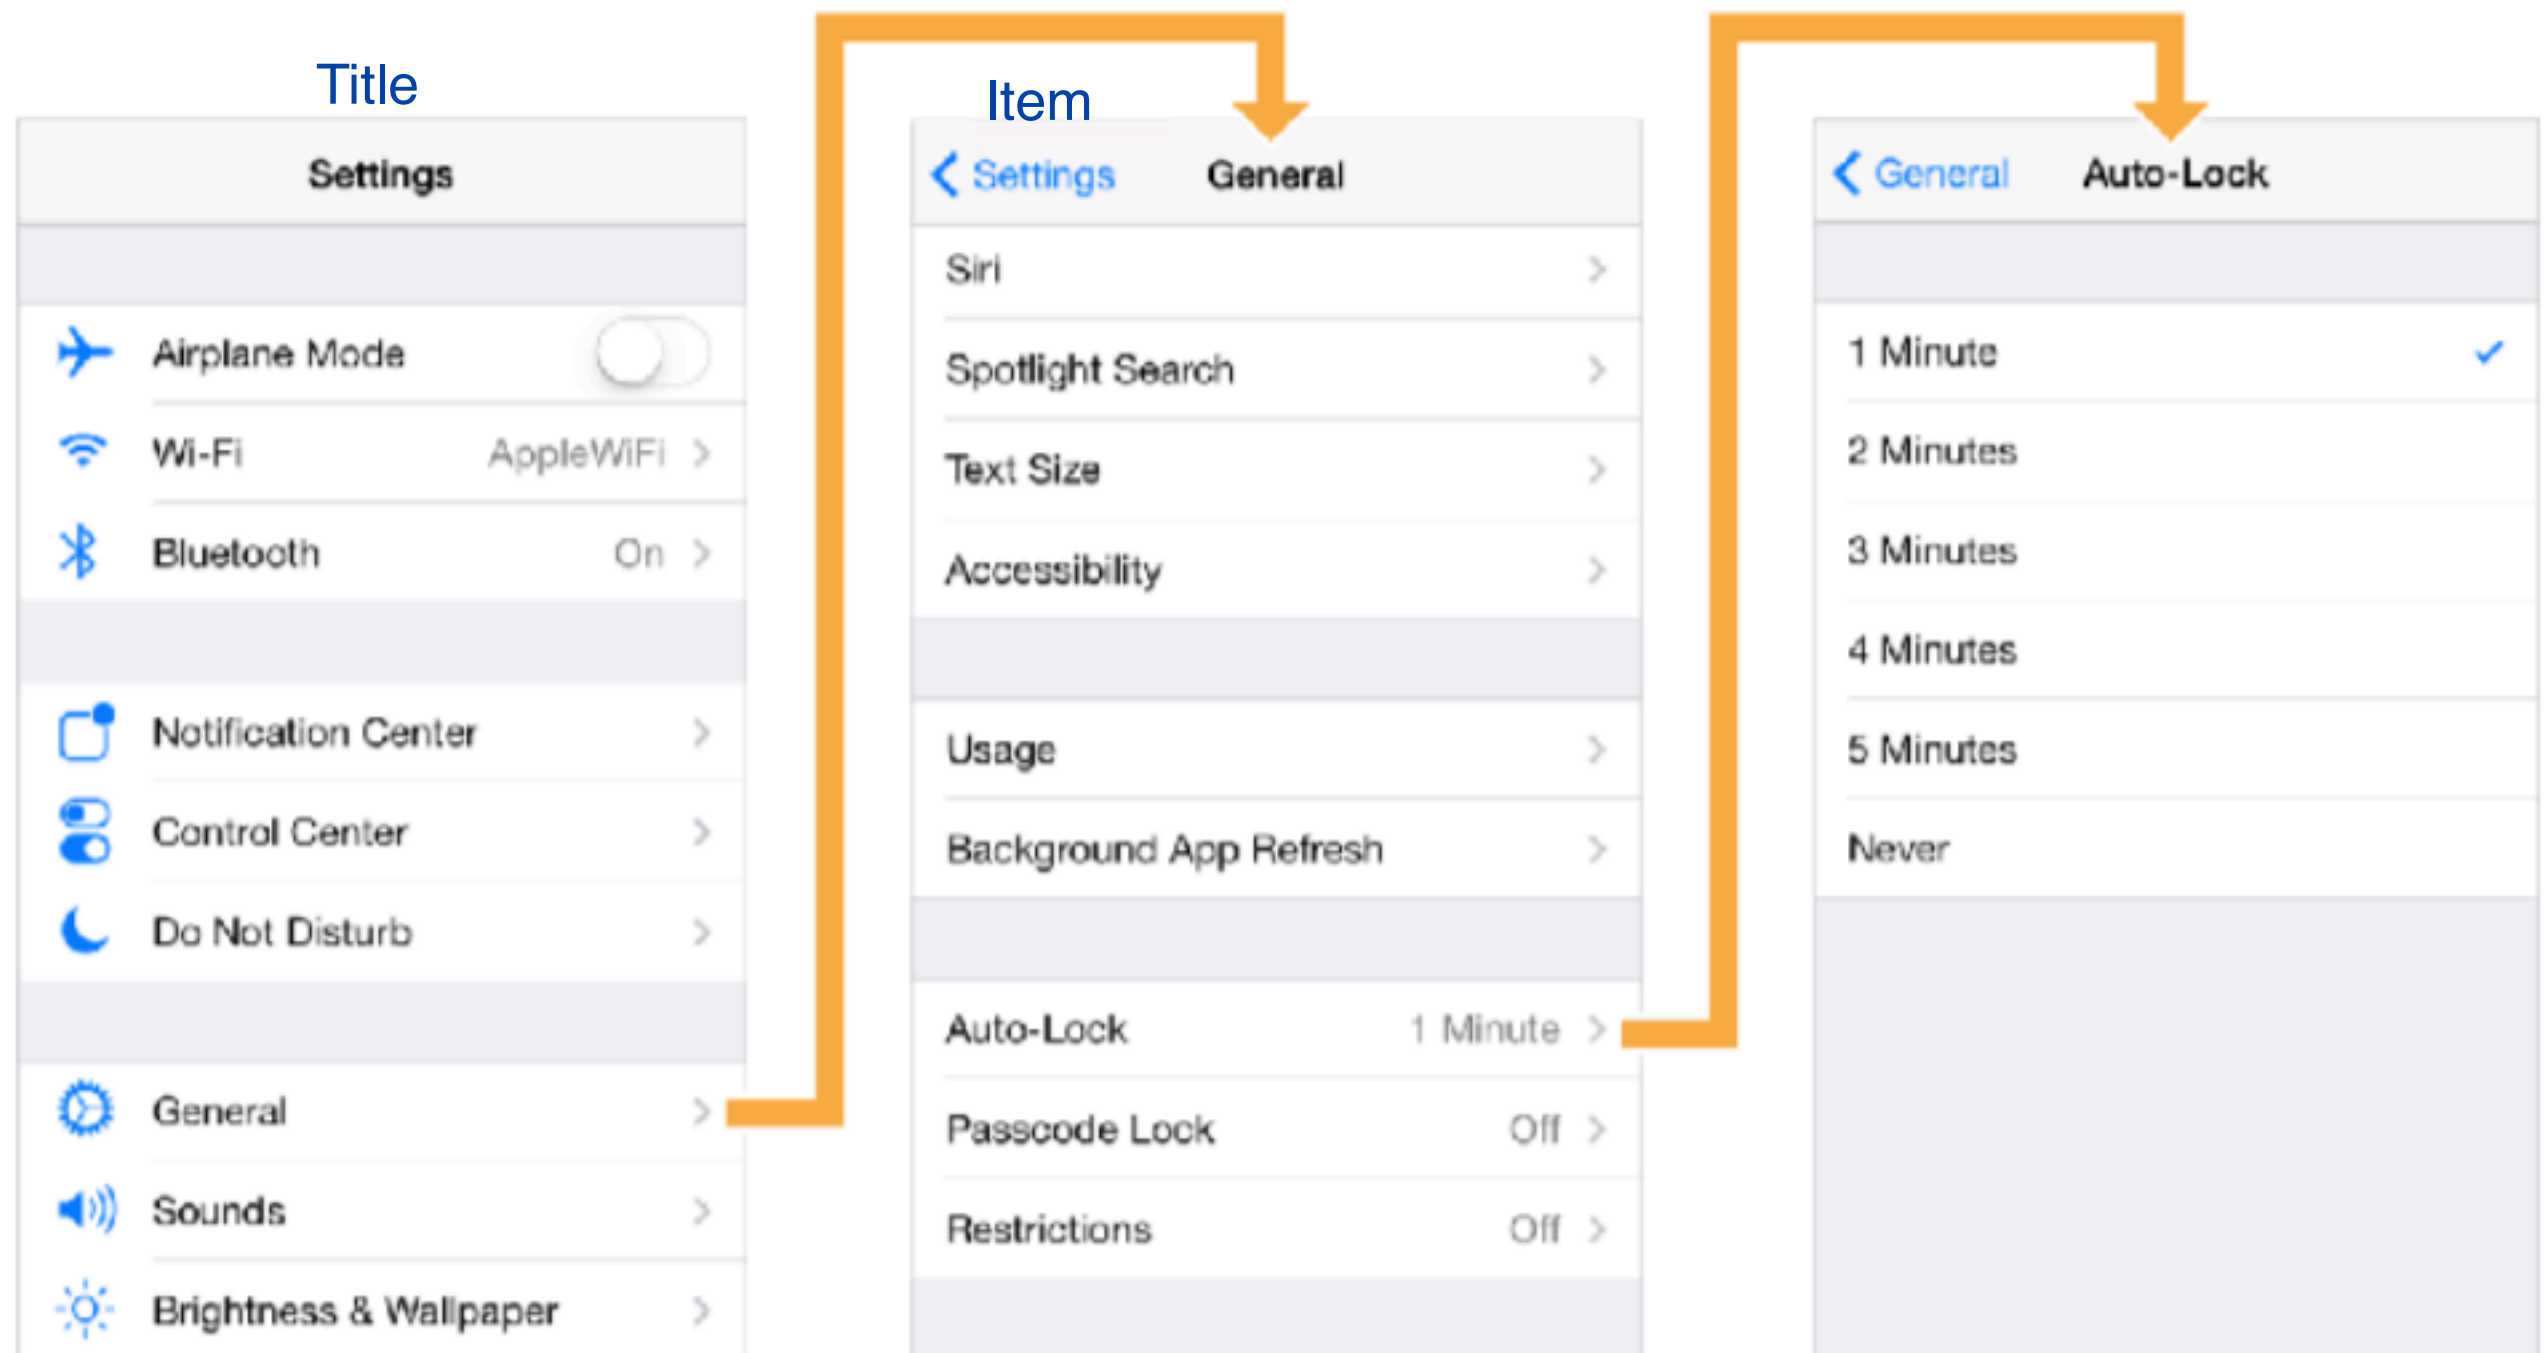 Title
Settings
Airplane Mode
Wi-Fi AppleWiFi
Bluetooth On
Notification Center
Control Center
Do Not Disturb
General
Sounds
Brightness & Wallpaper
Item
Settings General
Siri
Spotlight Search
Text Size
Accessibility
Usage
Background App Refresh
Auto-Lock 1 Minute
Passcode Lock Off
Restrictions Off
General Auto-Lock
1 Minute
2 Minutes
3 Minutes
4 Minutes
5 Minutes
Never